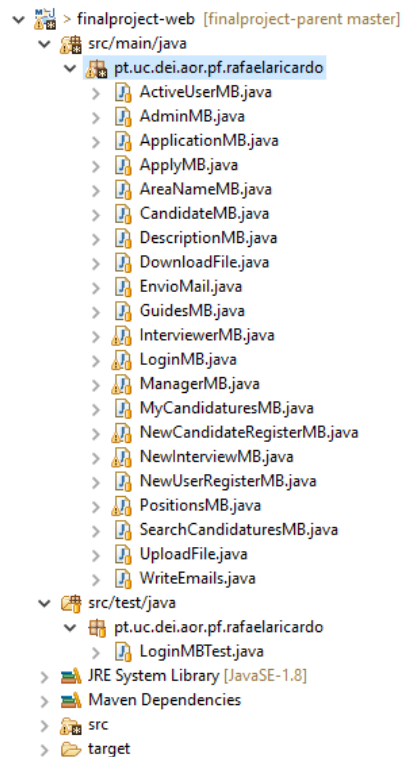 > finalproject-web [finalproject-parent master]
src/main/java
pt.uc.dei.aor.pf.rafaelaricardo
ActiveUserMB.java
AdminMB.java
ApplicationMB.java
ApplyMB.java
AreaNameMB.java
CandidateMB.java
DescriptionMB.java
DownloadFile.java
EnvioMail.java
GuidesMB.java
InterviewerMB.java
LoginMB.java
ManagerMB.java
MyCandidaturesMB.java
NewCandidateRegisterMB.java
NewInterviewMB.java
NewUserRegisterMB.java
PositionsMB.java
SearchCandidaturesMB.java
UploadFile.java
WriteEmails.java
src/test/java
pt.uc.dei.aor.pf.rafaelaricardo
LoginMBTest.java
JRE System Library [JavaSE-1.8]
Maven Dependencies
src
target